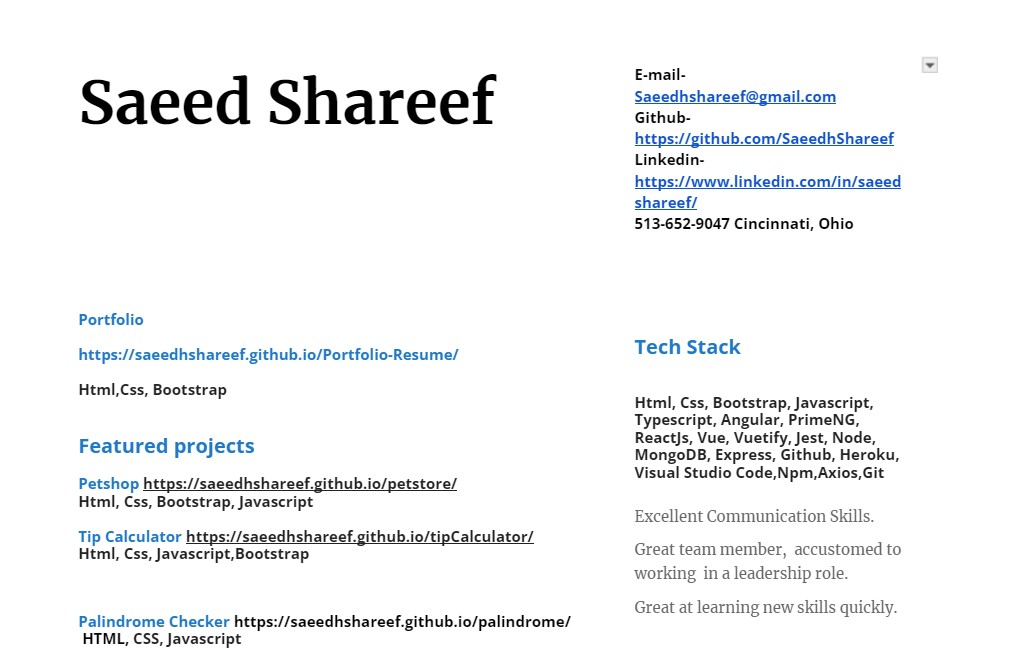 Saeed Shareef
E-mail-
Saeedhshareef@gmail.com
Github-
https://github.com/SaeedhShareef
Linkedin-
https://www.linkedin.com/in/saeed
shareef/
513-652-9047 Cincinnati, Ohio
Portfolio
https://saeedhshareef.github.io/Portfolio-Resume/
Html,Css, Bootstrap
Featured projects
Petshop https://saeedhshareef.github.io/petstore/
Html, Css, Bootstrap, Javascript
Tip Calculator https://saeedhshareef.github.io/tipCalculator/
Html, Css, Javascript,Bootstrap
Palindrome Checker https://saeedhshareef.github.io/palindrome/
HTML, CSS, Javascript
Tech Stack
Html, Css, Bootstrap, Javascript,
Typescript, Angular, PrimeNG,
ReactJs, Vue, Vuetify, Jest, Node,
MongoDB, Express, Github, Heroku,
Visual Studio Code,Npm,Axios,Git
Excellent Communication Skills.
Great team member,  accustomed to
working  in a leadership role.
Great at learning new skills quickly.